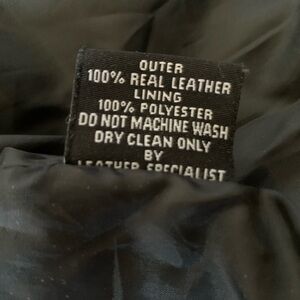 OUTER
100% REAL LEATHER
LINING
100% POLYESTER
DO NOT MACHINE WASH
DRY CLEAN ONLY
BY
LEATHER SPECIALIST